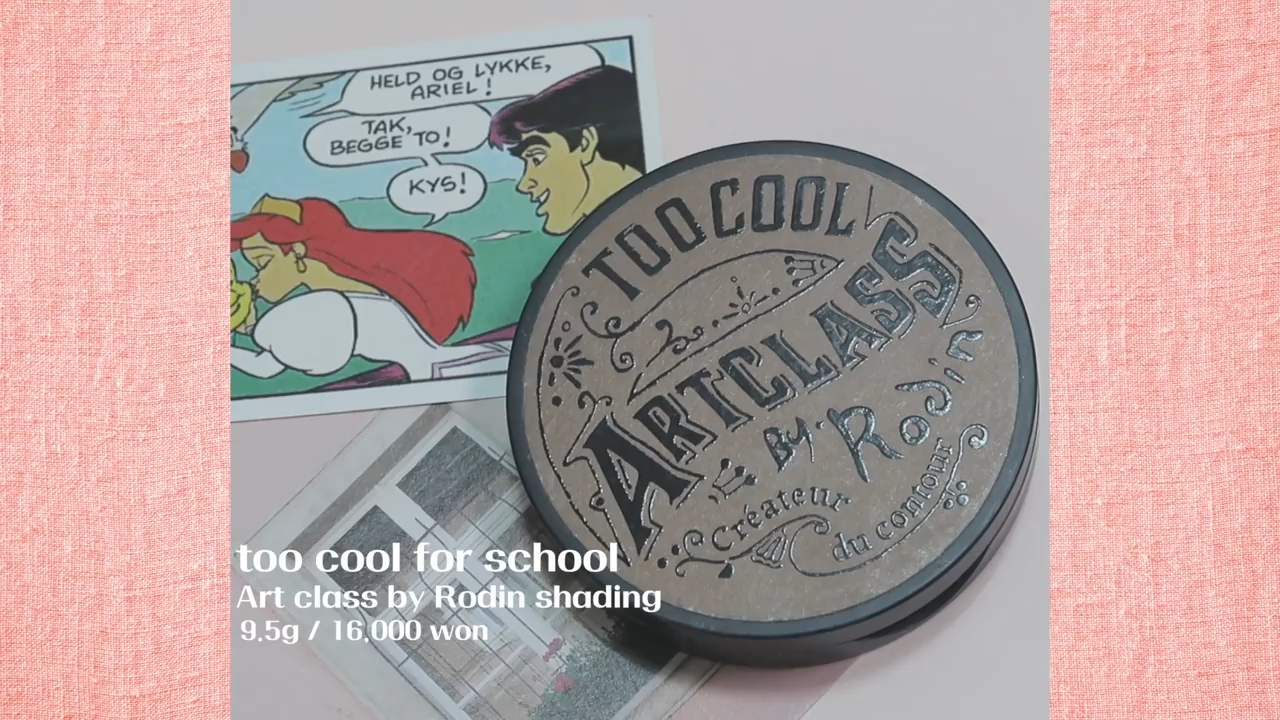 HELD OG LYKKE,
ARIEL!
TAK,
BEGGE TO!
KYS!
TOO COOL
ARTCLASS
By. Rodin
Créateur
du contour
too cool for school
Art class by Rodin shading
9.5g / 16,000 won